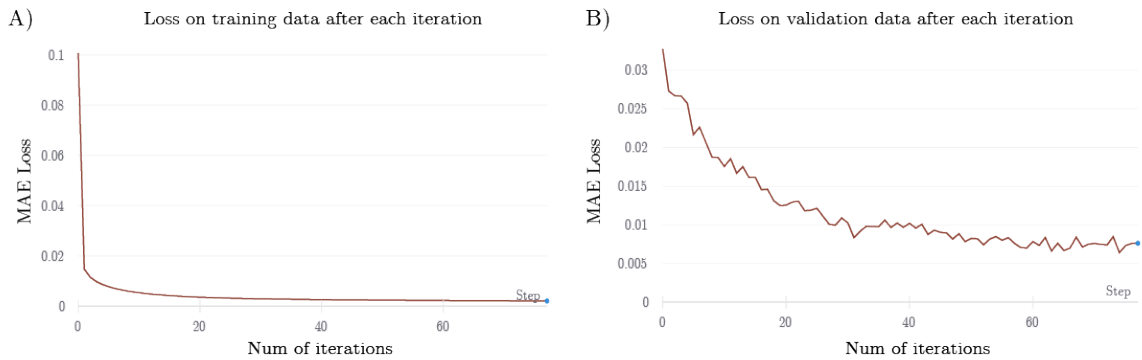 A)
Loss on training data after each iteration
0.1
0.08
0.06
0.04
0.02
0
MAE Loss
0
20
40
60
Step
Num of iterations
B)
Loss on validation data after each iteration
0.03
0.025
0.02
0.015
0.01
0.005
0
MAE Loss
0
20
40
60
Step
Num of iterations